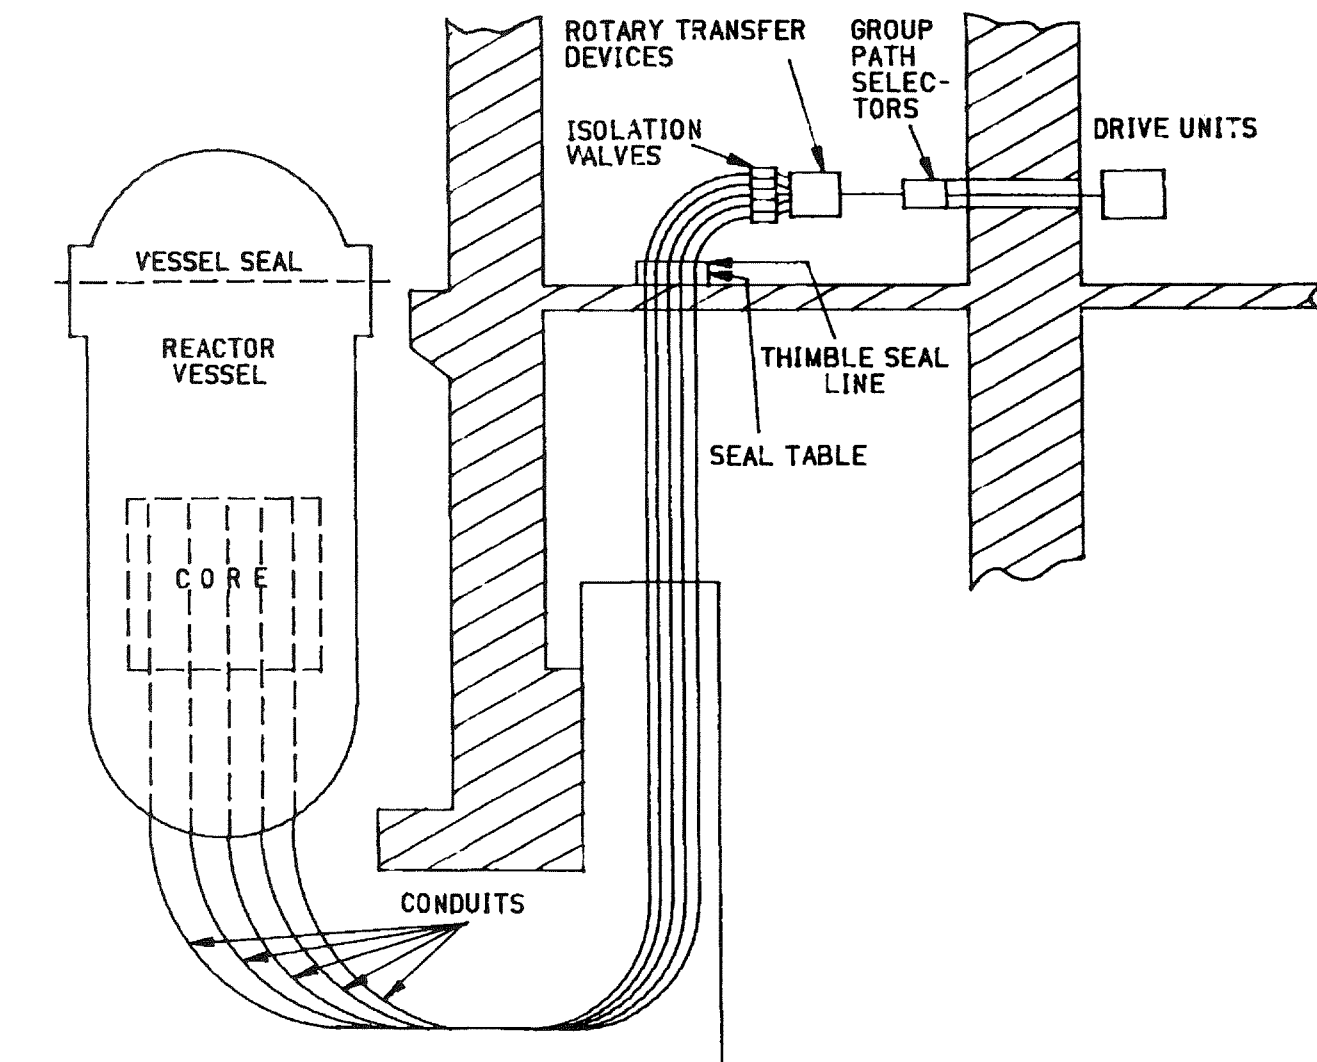 ROTARY TRANSFER
DEVICES
GROUP
PATH
SELEC-
TORS
ISOLATION
VALVES
DRIVE UNITS
VESSEL SEAL
REACTOR
VESSEL
THIMBLE SEAL
LINE
SEAL TABLE
CORE
CONDUITS